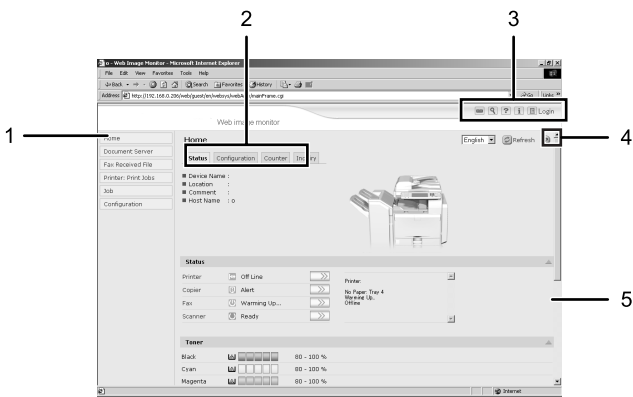 2
3
o - Web Image Monitor - Microsoft Internet Explorer
File Edit View Favorites Tools Help
Back Search Favorites History
Address http://192.168.0.206/web/guest/en/websys/webArch/mainFrame.cgi Go Links »
? i Login
Web image monitor
1
Home
Document Server
Fax Received File
Printer: Print Jobs
Job
Configuration
Home
English Refresh
4
Status Configuration Counter Inquiry
Device Name :
Location :
Comment :
Host Name : o
Status
Printer Off Line
Copier Alert
Fax Warming Up...
Scanner Ready
Printer:
No Paper: Tray 4
Warming Up..
Offline
5
Toner
Black 80 - 100 %
Cyan 80 - 100 %
Magenta 80 - 100 %
Internet